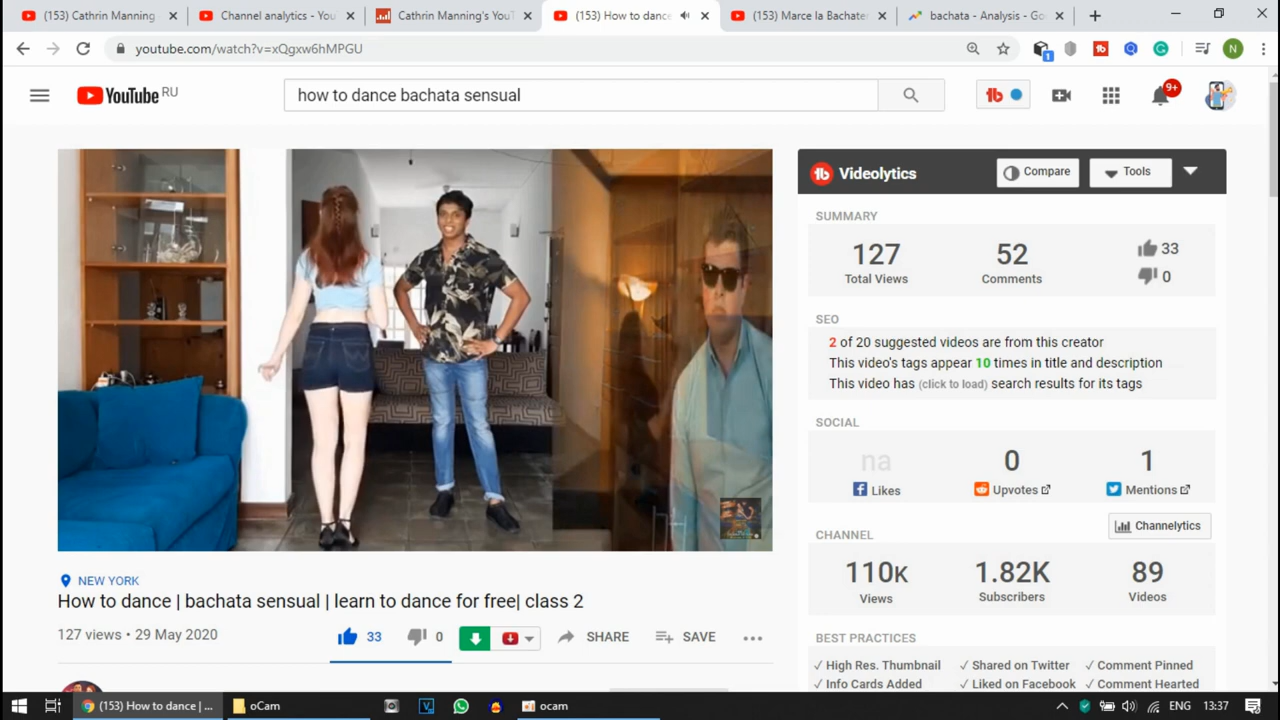 (153) Cathrin Manning
Channel analytics - You
Cathrin Manning's YouT
(153) How to dance
(153) Marce la Bachater
bachata - Analysis - Go
youtube.com/watch?v=xQgxw6hMPGU
1
N
YouTube RU
how to dance bachata sensual
9+
Videolytics
Compare
Tools
SUMMARY
127
52
33
Total Views
Comments
0
SEO
2 of 20 suggested videos are from this creator
This video's tags appear 10 times in title and description
This video has (click to load) search results for its tags
SOCIAL
na
0
1
Likes
Upvotes
Mentions
Channelytics
CHANNEL
110K
1.82K
89
Views
Subscribers
Videos
BEST PRACTICES
✓ High Res. Thumbnail
✓ Shared on Twitter
✓ Comment Pinned
✓ Info Cards Added
✓ Liked on Facebook
✓ Comment Hearted
NEW YORK
How to dance | bachata sensual | learn to dance for free| class 2
127 views • 29 May 2020
33
0
SHARE
SAVE
(153) How to dance | ...
oCam
ocam
ENG
13:37